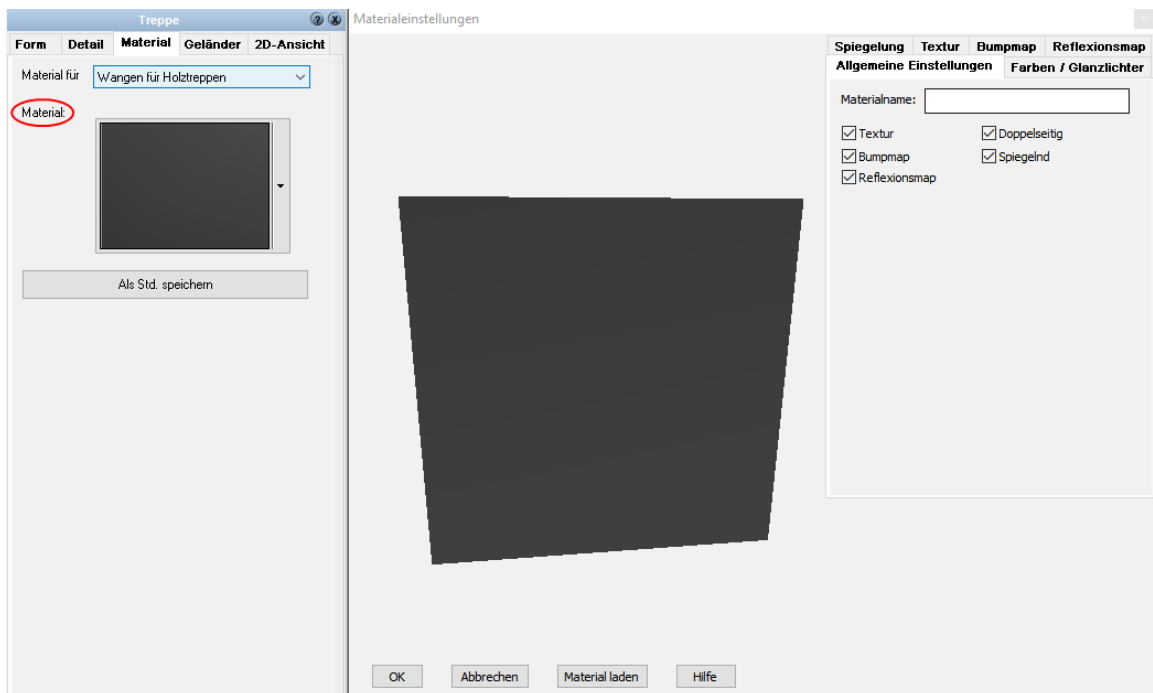 Treppe
Form Detail Material Geländer 2D-Ansicht
Material für Wangen für Holztreppen
Material:
Als Std. speichern
Materialeinstellungen
Spiegelung Textur Bumpmap Reflexionsmap
Allgemeine Einstellungen Farben / Glanzlichter
Materialname:
Textur Doppelseitig
Bumpmap Spiegelnd
Reflexionsmap
OK Abbrechen Material laden Hilfe